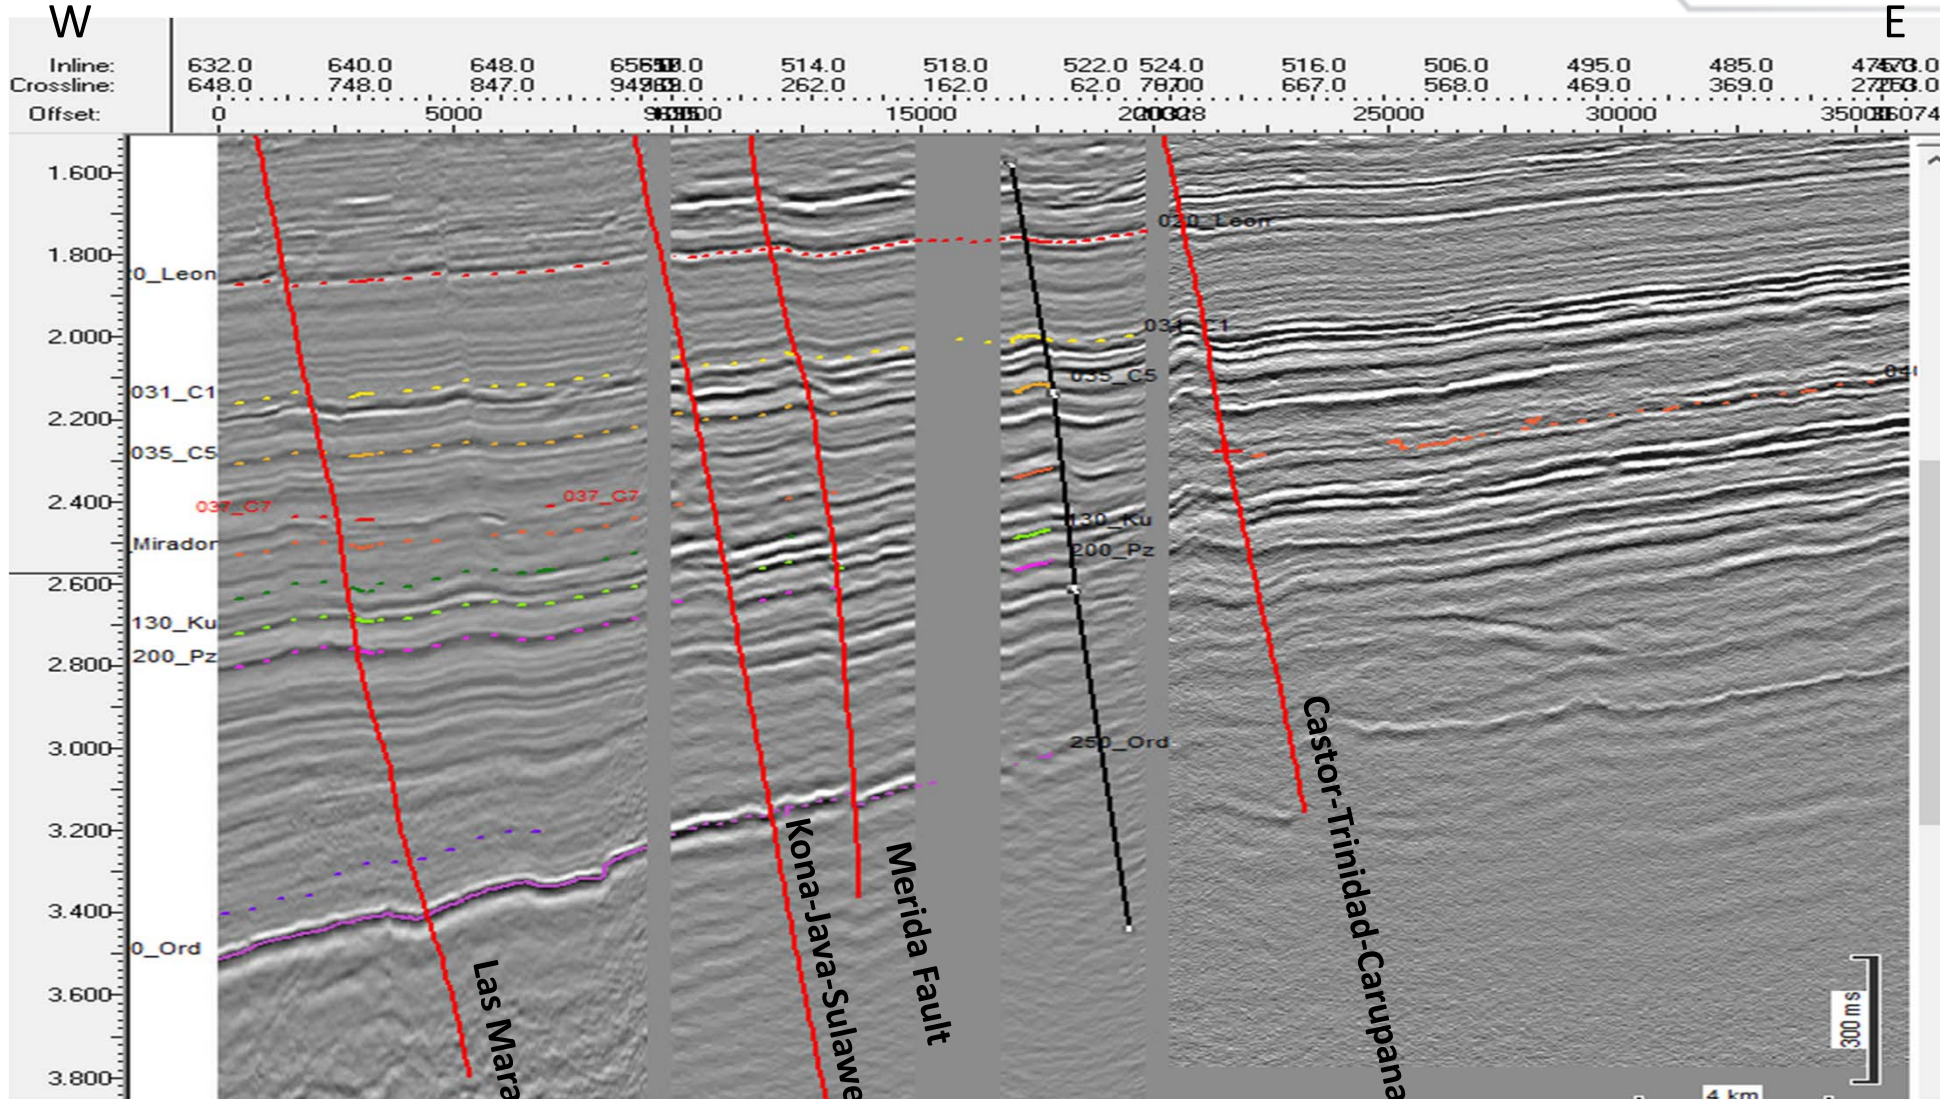 W E
Inline: 632.0 640.0 648.0 514.0 518.0 522.0 524.0 516.0 506.0 495.0 485.0
Crossline: 648.0 748.0 847.0 262.0 162.0 62.0 667.0 568.0 469.0 369.0
Offset: 0 5000 15000 25000 30000
1.600
020_Leon
1.800
0_Leon
2.000
031_C1
035_C5
031_C1
2.200
035_C5
2.400
037_C7 037_C7
130_Ku
Mirador
200_Pz
2.600
130_Ku
200_Pz
2.800
3.000
250_Ord
3.200
3.400
0_Ord
3.600
3.800
Las Mara
Kona-Java-Sulawe
Merida Fault
Castor-Trinidad-Carupana
300 ms
4 km